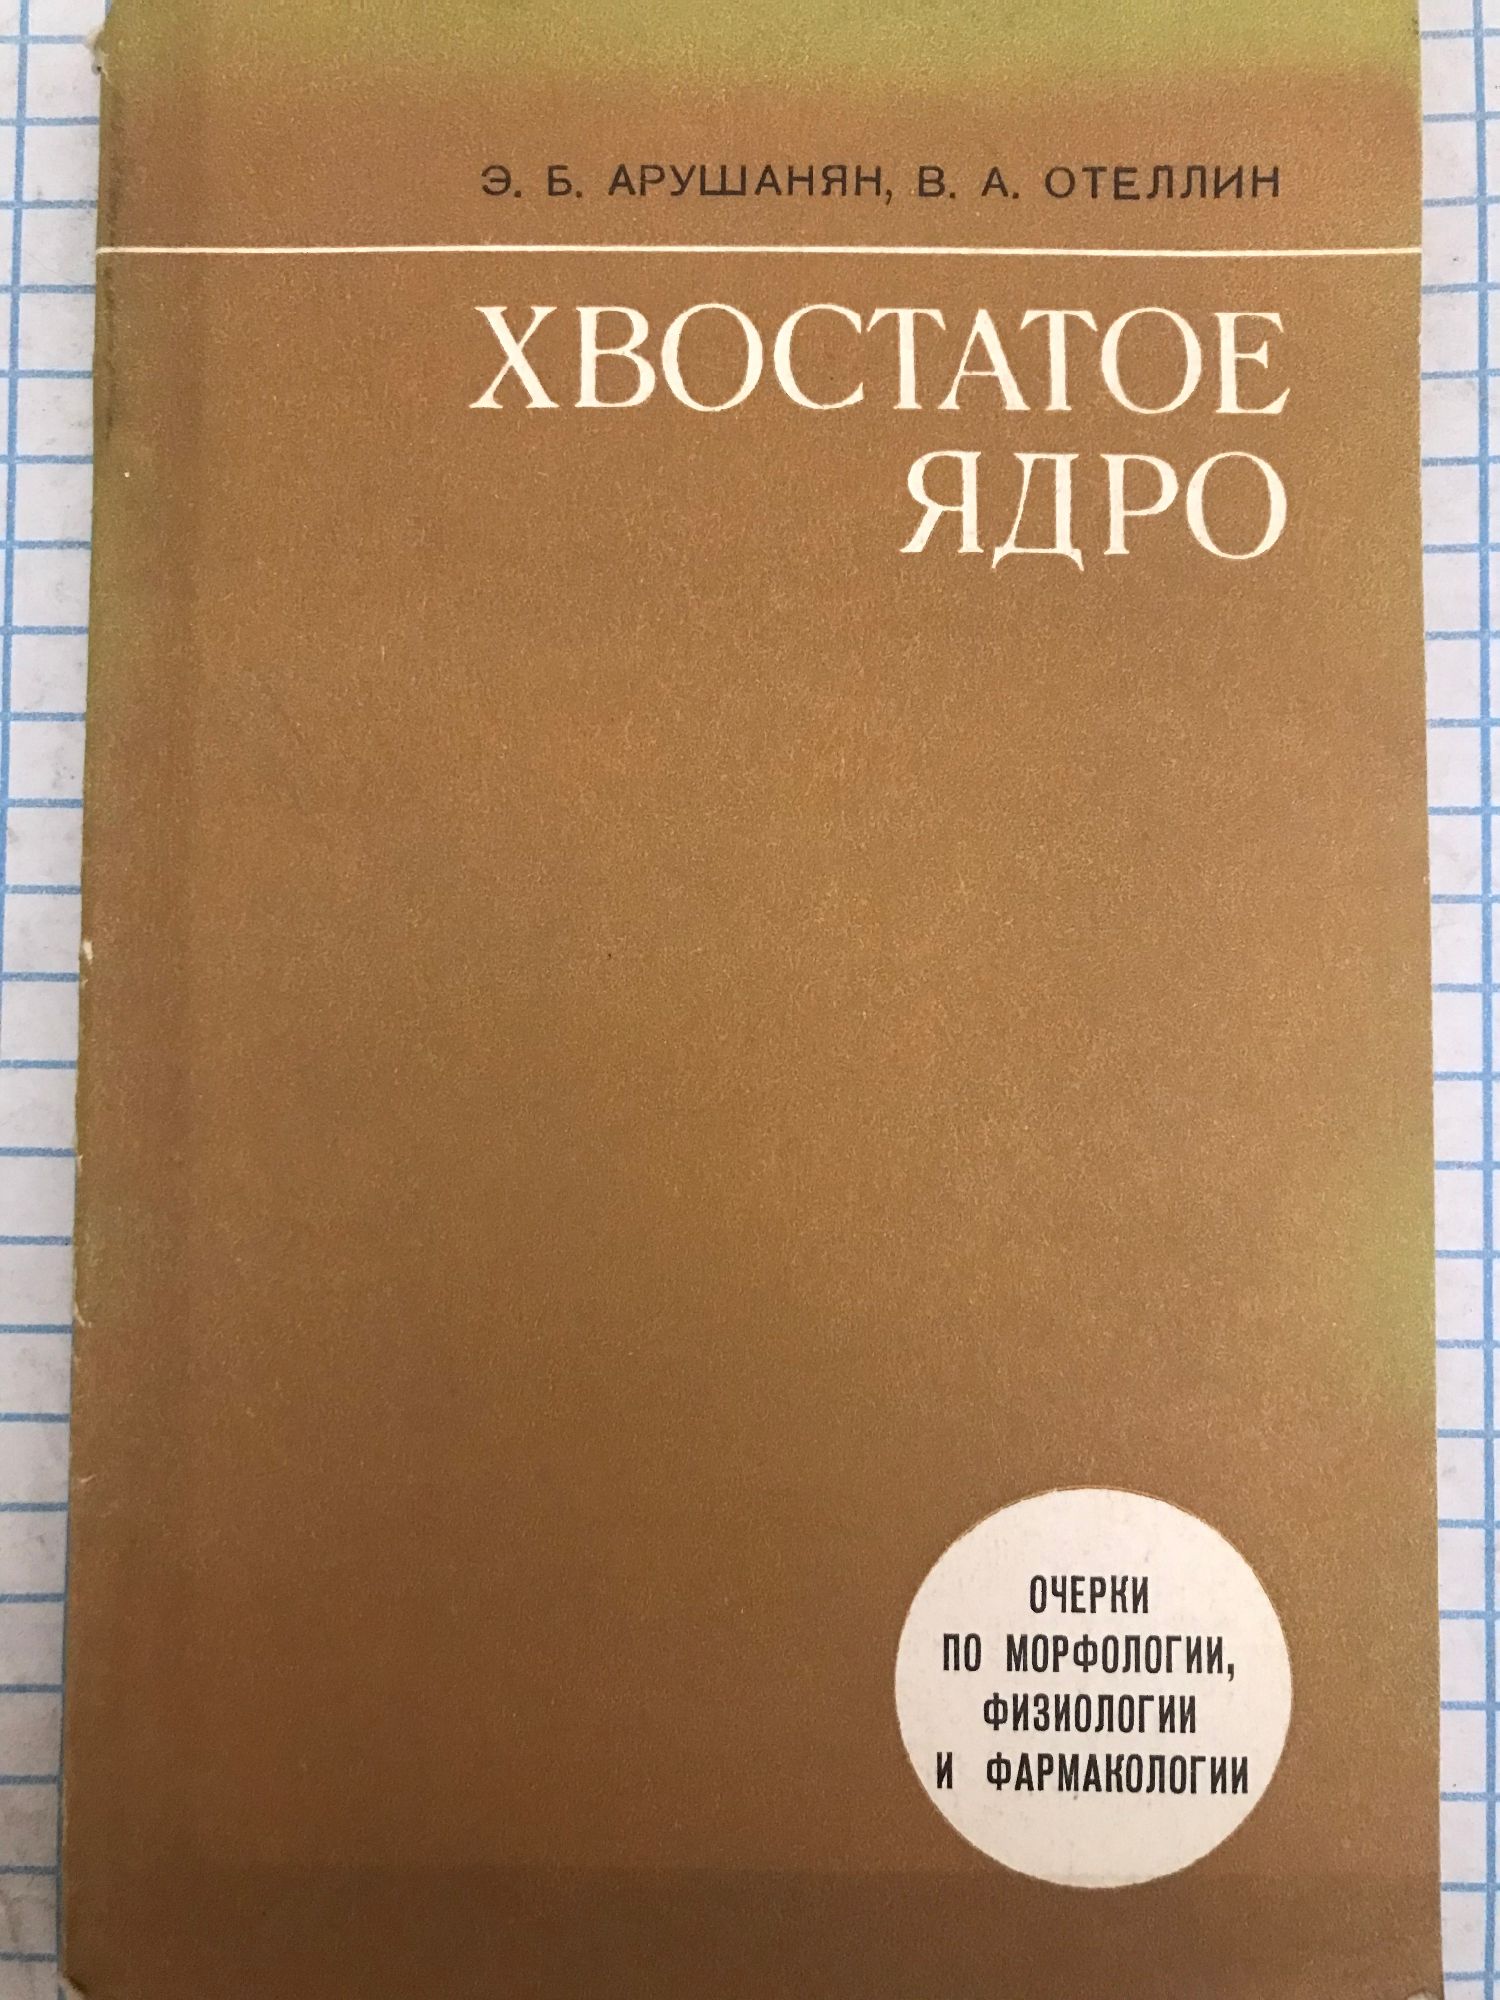 Э. Б. АРУШАНЯН, В. А. ОТЕЛЛИН
ХВОСТАТОЕ
ЯДРО
ОЧЕРКИ
ПО МОРФОЛОГИИ,
ФИЗИОЛОГИИ
И ФАРМАКОЛОГИИ